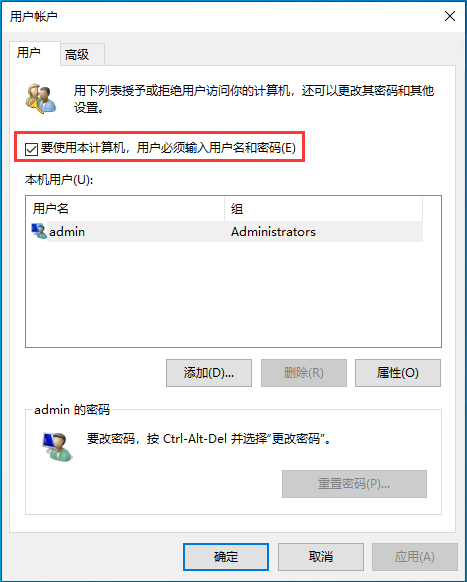 用户帐户
用户
高级
用下列表授予或拒绝用户访问你的计算机，还可以更改其密码和其他
设置。
要使用本计算机，用户必须输入用户名和密码(E)
本机用户(U):
用户名 组
admin Administrators
添加(D)... 删除(R) 属性(O)
admin 的密码
要改密码，按 Ctrl-Alt-Del 并选择"更改密码"。
重置密码(P)...
确定 取消 应用(A)